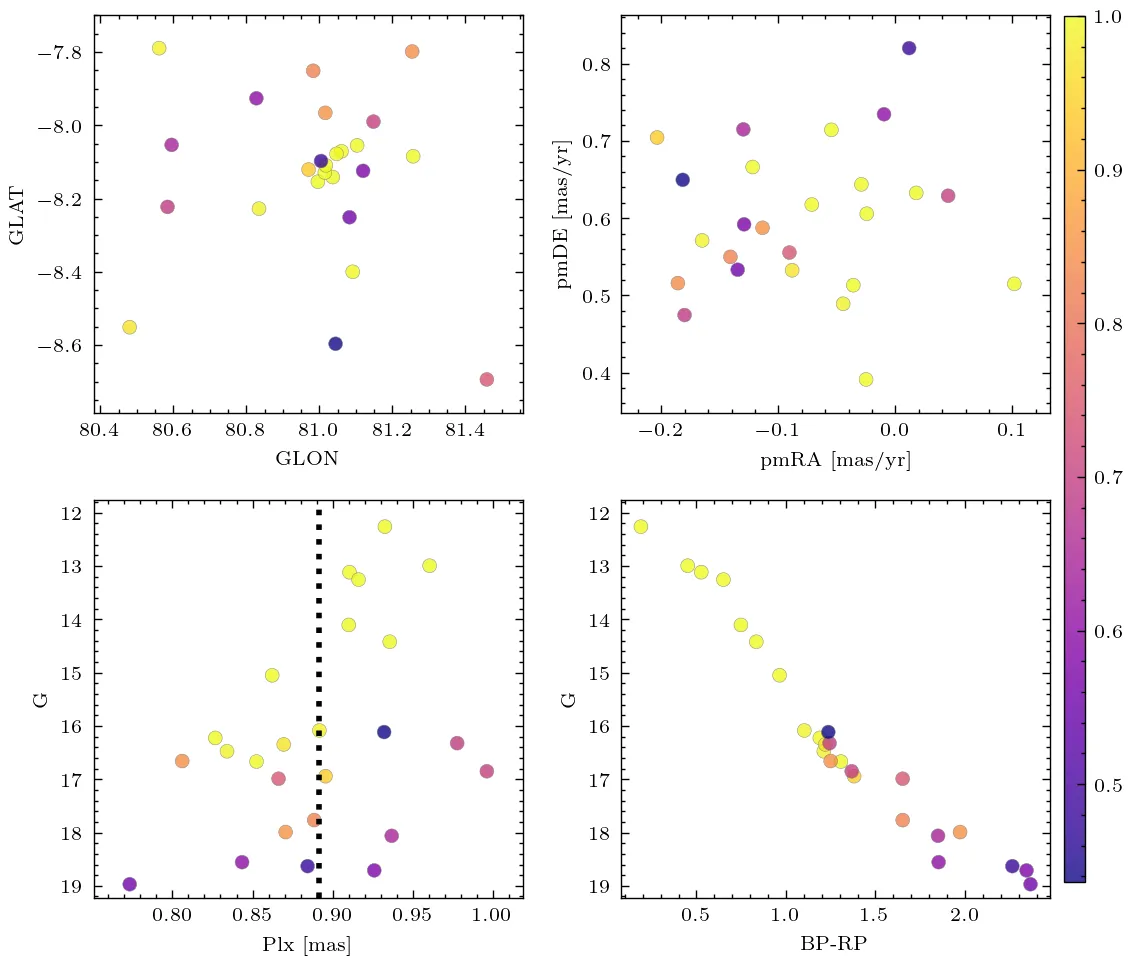 −7.8
−8.0
−8.2
−8.4
−8.6
GLAT
80.4 80.6 80.8 81.0 81.2 81.4
GLON
0.8
0.7
0.6
0.5
0.4
pmDE [mas/yr]
−0.2 −0.1 0.0 0.1
pmRA [mas/yr]
1.0
0.9
0.8
0.7
0.6
0.5
12
13
14
15
16
17
18
19
G
0.80 0.85 0.90 0.95 1.00
Plx [mas]
12
13
14
15
16
17
18
19
G
0.5 1.0 1.5 2.0
BP-RP